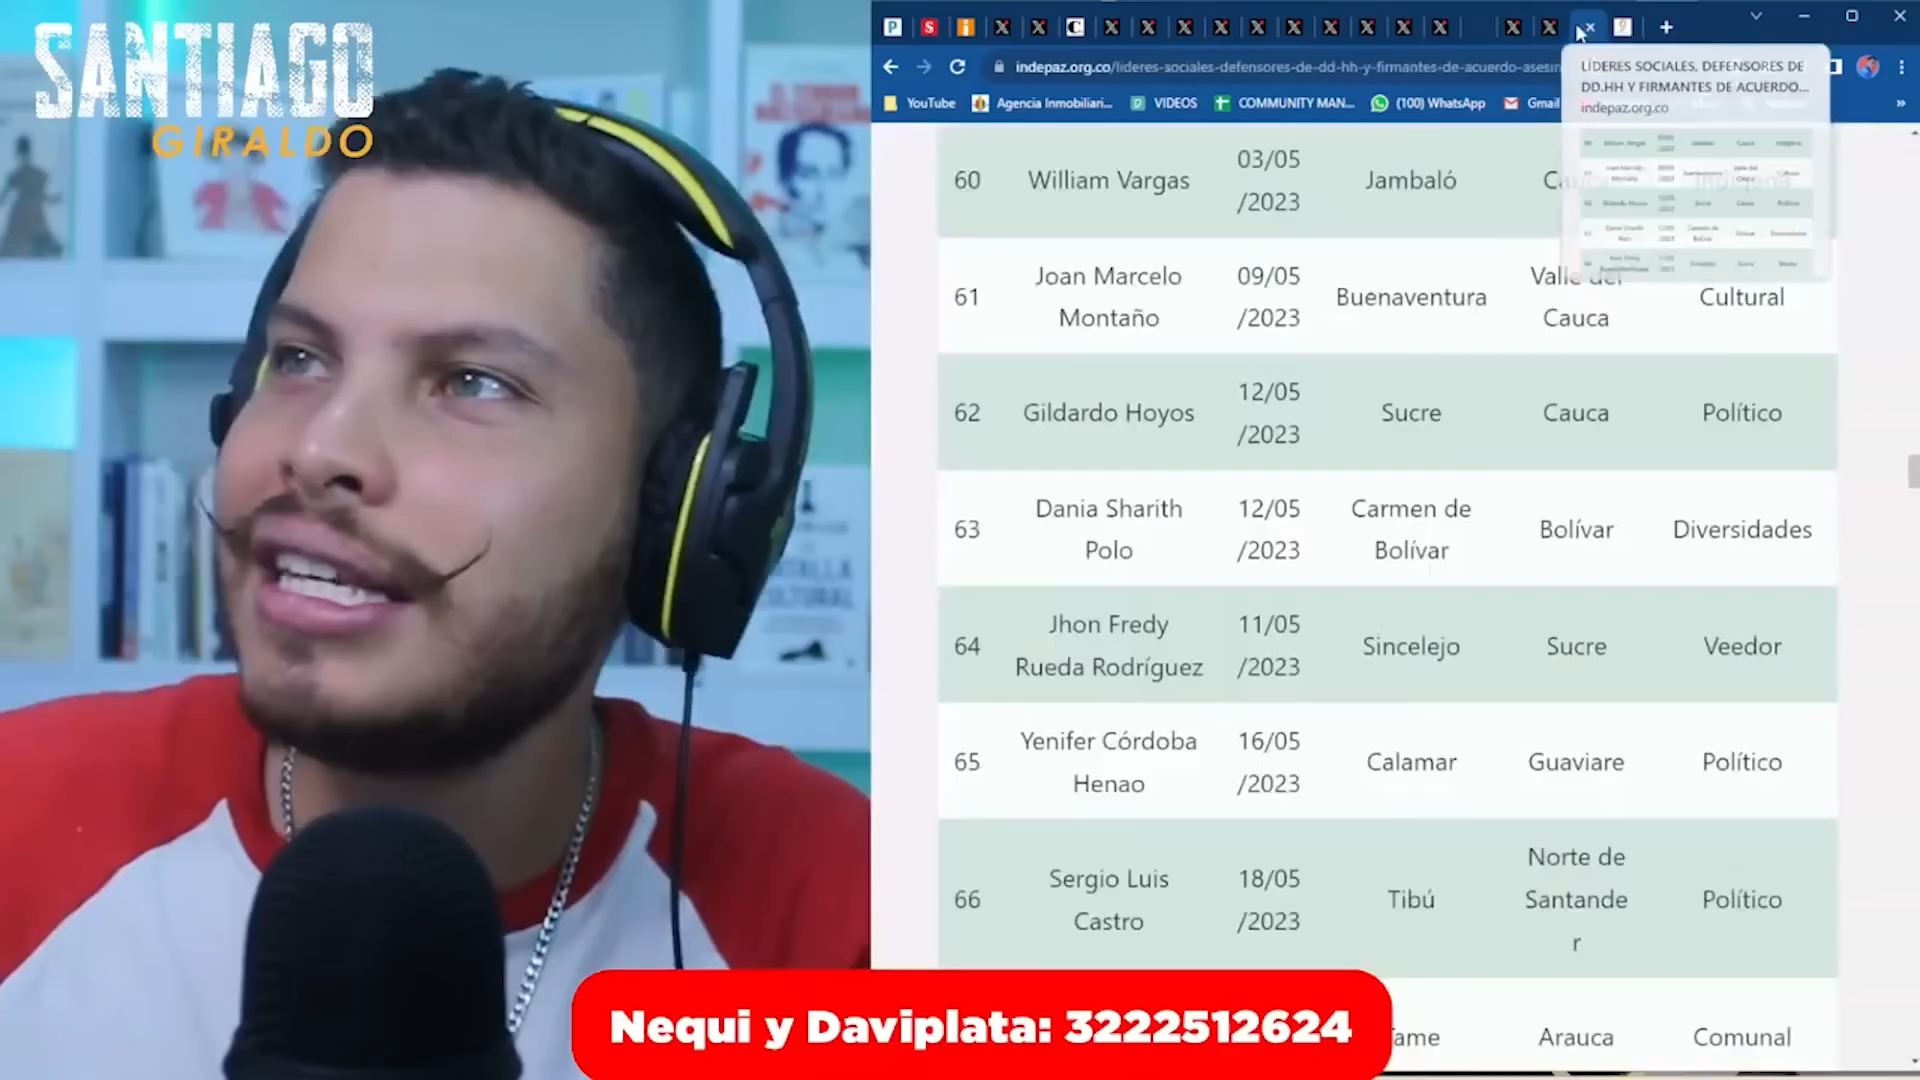 SANTIAGO
GIRALDO
indepaz.org.co/lideres-sociales-defensores-de-dd-hh-y-firmantes-de-acuerdo-asesin
YouTube
Agencia Inmobiliari...
VIDEOS
COMMUNITY MAN...
(100) WhatsApp
Gmail
LÍDERES SOCIALES, DEFENSORES DE
DD.HH Y FIRMANTES DE ACUERDO...
indepaz.org.co
60 William Vargas 03/05 /2023 Jambaló
61 Joan Marcelo Montaño 09/05 /2023 Buenaventura Valle del Cauca Cultural
62 Gildardo Hoyos 12/05 /2023 Sucre Cauca Político
63 Dania Sharith Polo 12/05 /2023 Carmen de Bolívar Bolívar Diversidades
64 Jhon Fredy Rueda Rodríguez 11/05 /2023 Sincelejo Sucre Veedor
65 Yenifer Córdoba Henao 16/05 /2023 Calamar Guaviare Político
66 Sergio Luis Castro 18/05 /2023 Tibú Norte de Santande r Político
Arauca Comunal
Nequi y Daviplata: 3222512624